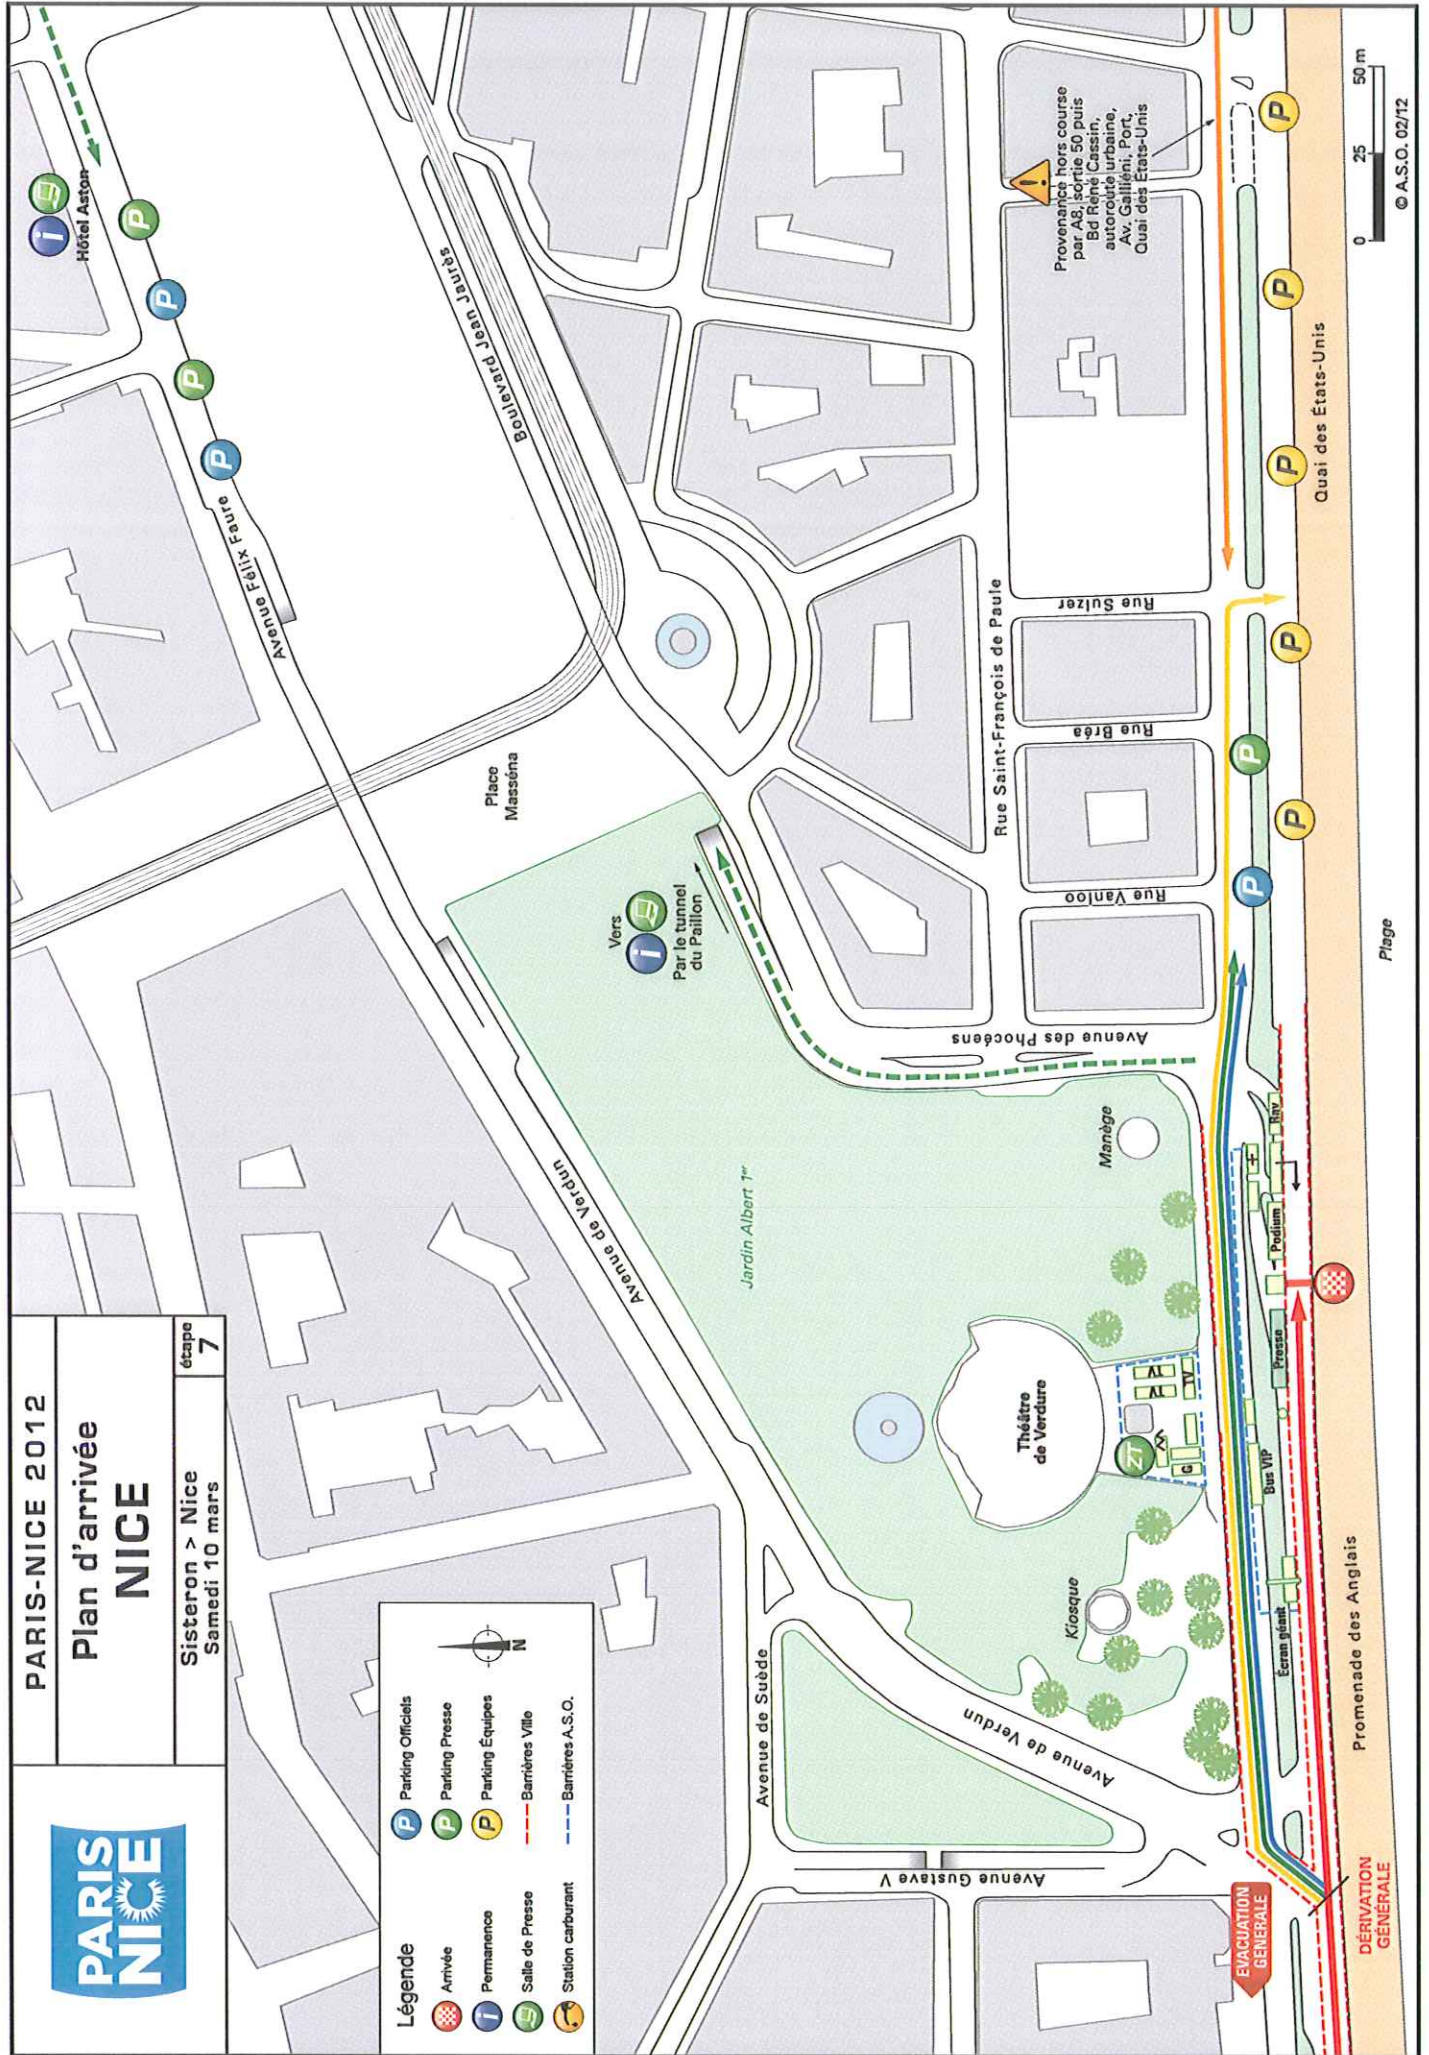 PARIS
NICE
PARIS-NICE 2012
Plan d'arrivée
NICE
Sisteron > Nice
Samedi 10 mars
étape
7
Légende
Arrivée
Permanence
Salle de Presse
Station carburant
Parking Officiels
Parking Presse
Parking Équipes
Barrières Ville
Barrières A.S.O.
N
P
P
P
i
i
Hôtel Aston
P
P
P
P
Avenue Félix Faure
Boulevard Jean Jaurès
Place
Masséna
Vers
i
Par le tunnel
du Paillon
Avenue de Verdun
Jardin Albert 1er
Avenue de Suède
Avenue de Verdun
Avenue Gustave V
Théâtre
de Verdure
Kiosque
Manège
ZT
G
AL
AL
TV
Avenue des Phocéens
Rue Saint-François de Paule
Rue Vanloo
Rue Bréa
Rue Sulzer
Provenance hors course
par A8, sortie 50 puis
Bd René Cassin,
autoroute urbaine,
Av. Galliéni, Port,
Quai des États-Unis
!
P
P
P
P
P
P
P
Écran géant
Bus VIP
Presse
Podium
+
Rav
EVACUATION
GENERALE
DÉRIVATION
GÉNÉRALE
Promenade des Anglais
Plage
Quai des États-Unis
0 25 50 m
© A.S.O. 02/12